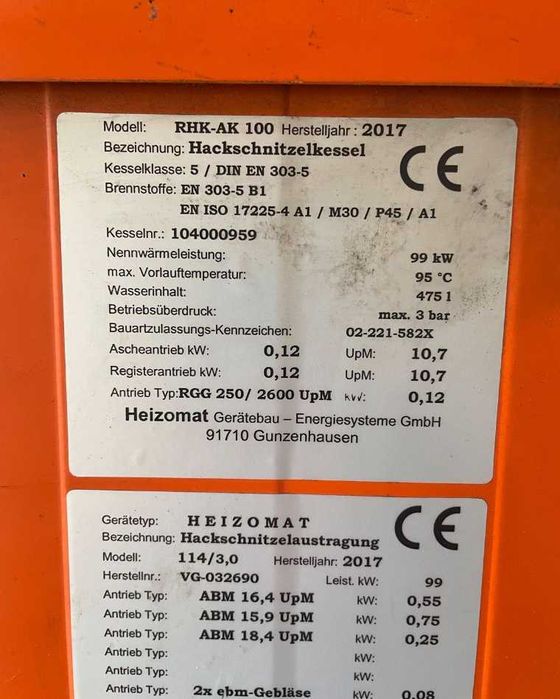 Modell: RHK-AK 100 Herstelljahr : 2017
Bezeichnung: Hackschnitzelkessel
CE
Kesselklasse: 5 / DIN EN 303-5
Brennstoffe: EN 303-5 B1
EN ISO 17225-4 A1 / M30 / P45 / A1
Kesselnr.: 104000959
Nennwärmeleistung: 99 kW
max. Vorlauftemperatur: 95 °C
Wasserinhalt: 475 l
Betriebsüberdruck: max. 3 bar
Bauartzulassungs-Kennzeichen: 02-221-582X
Ascheantrieb kW: 0,12 UpM: 10,7
Registerantrieb kW: 0,12 UpM: 10,7
Antrieb Typ: RGG 250/ 2600 UpM kW: 0,12
Heizomat Gerätebau – Energiesysteme GmbH
91710 Gunzenhausen
Gerätetyp: HEIZOMAT
CE
Bezeichnung: Hackschnitzelaustragung
Modell: 114/3,0 Herstelljahr: 2017
Herstellnr.: VG-032690 Leist. kW: 99
Antrieb Typ: ABM 16,4 UpM kW: 0,55
Antrieb Typ: ABM 15,9 UpM kW: 0,75
Antrieb Typ: ABM 18,4 UpM kW: 0,25
Antrieb Typ: kW:
Antrieb Typ: kW:
Antrieb Typ: 2x ebm-Gebläse kW: 0,08